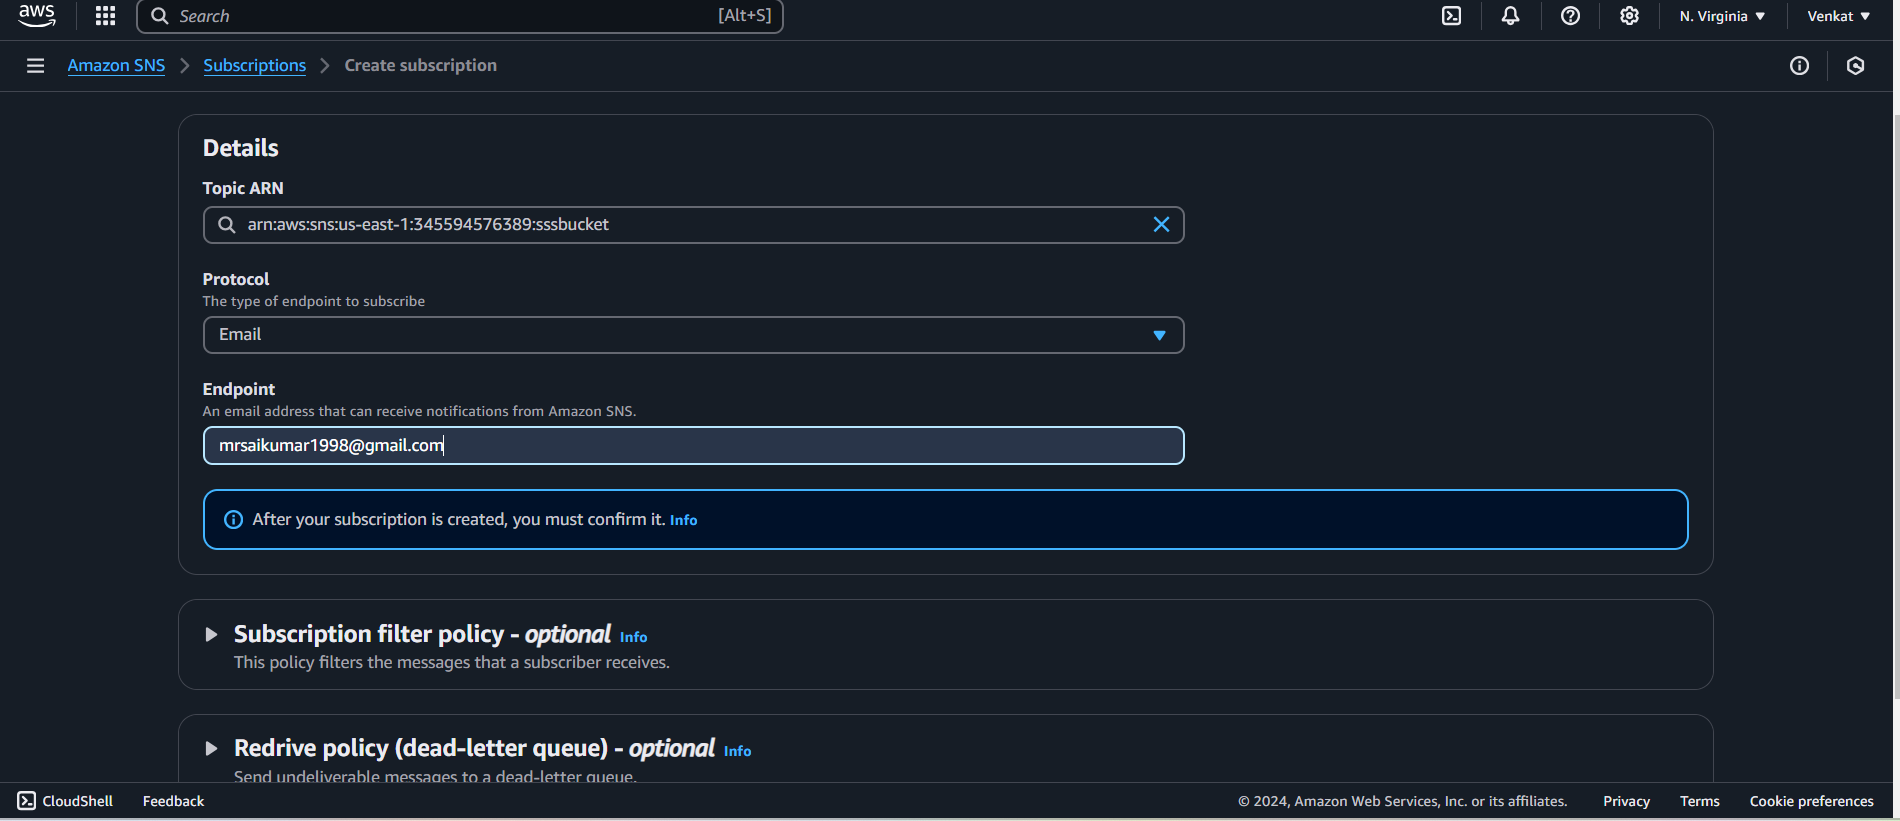 aws
Search [Alt+S]
N. Virginia
Venkat
Amazon SNS
Subscriptions
Create subscription
Details
Topic ARN
arn:aws:sns:us-east-1:345594576389:sssbucket
Protocol
The type of endpoint to subscribe
Email
Endpoint
An email address that can receive notifications from Amazon SNS.
mrsaikumar1998@gmail.com
After your subscription is created, you must confirm it. Info
Subscription filter policy - optional Info
This policy filters the messages that a subscriber receives.
Redrive policy (dead-letter queue) - optional Info
Send undeliverable messages to a dead-letter queue.
CloudShell
Feedback
© 2024, Amazon Web Services, Inc. or its affiliates.
Privacy
Terms
Cookie preferences